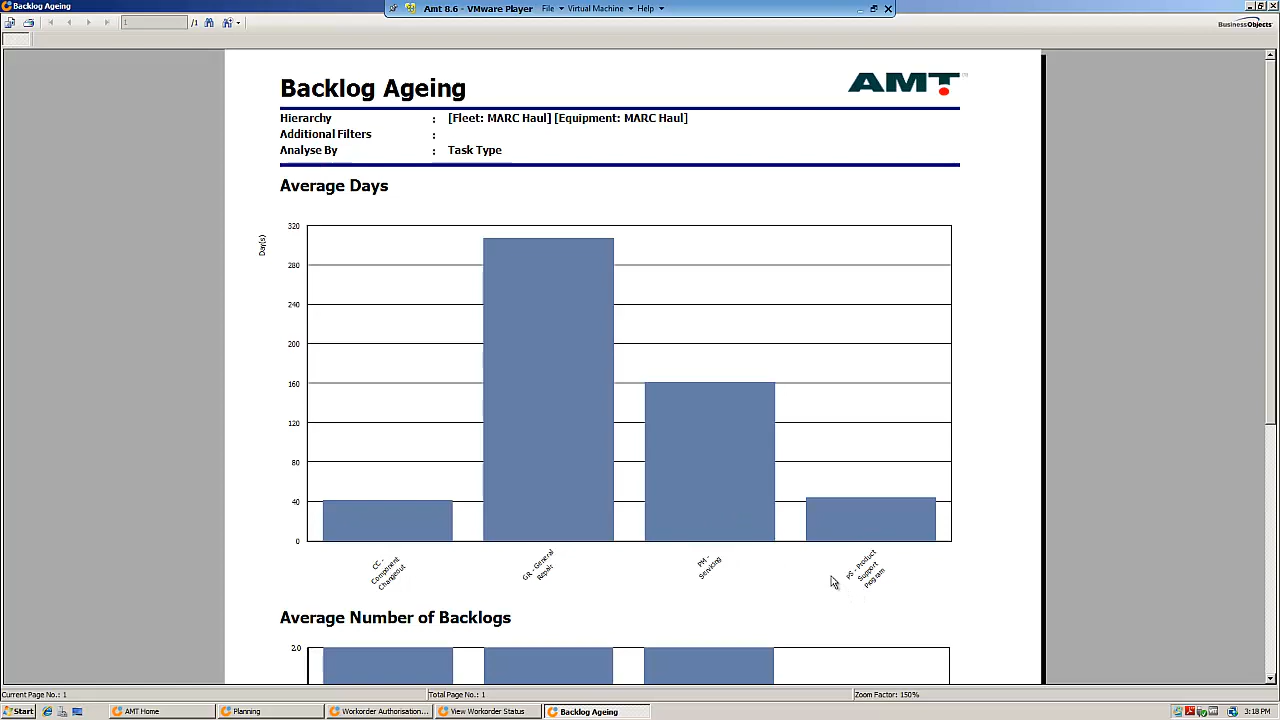 Backlog Ageing
Amt 8.6 - VMware Player File Virtual Machine Help
1 /1
BusinessObjects
Backlog Ageing
AMT
Hierarchy : [Fleet: MARC Haul] [Equipment: MARC Haul]
Additional Filters :
Analyse By : Task Type
Average Days
Day(s)
320
280
240
200
160
120
80
40
0
CC -
Component
Changeout
GR - General
Repair
PM -
Servicing
PS - Product
Support
Program
Average Number of Backlogs
2.0
Current Page No.: 1 Total Page No.: 1 Zoom Factor: 150%
Start AMT Home Planning Workorder Authorisation... View Workorder Status Backlog Ageing 3:18 PM